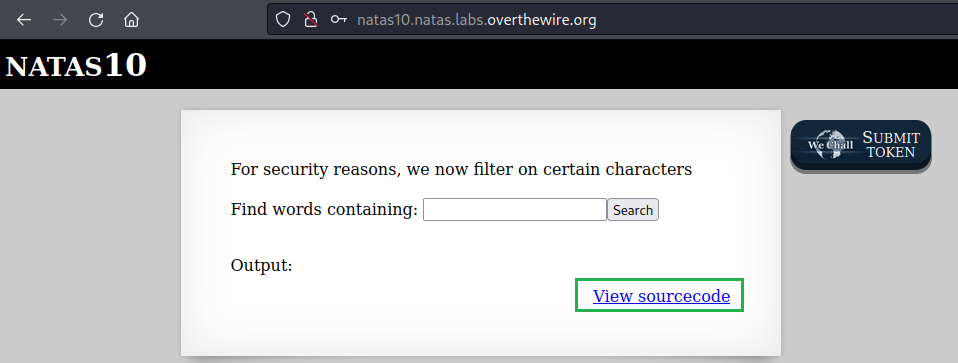 natas10.natas.labs.overthewire.org
NATAS10
We Chall SUBMIT TOKEN
For security reasons, we now filter on certain characters
Find words containing: Search
Output:
View sourcecode